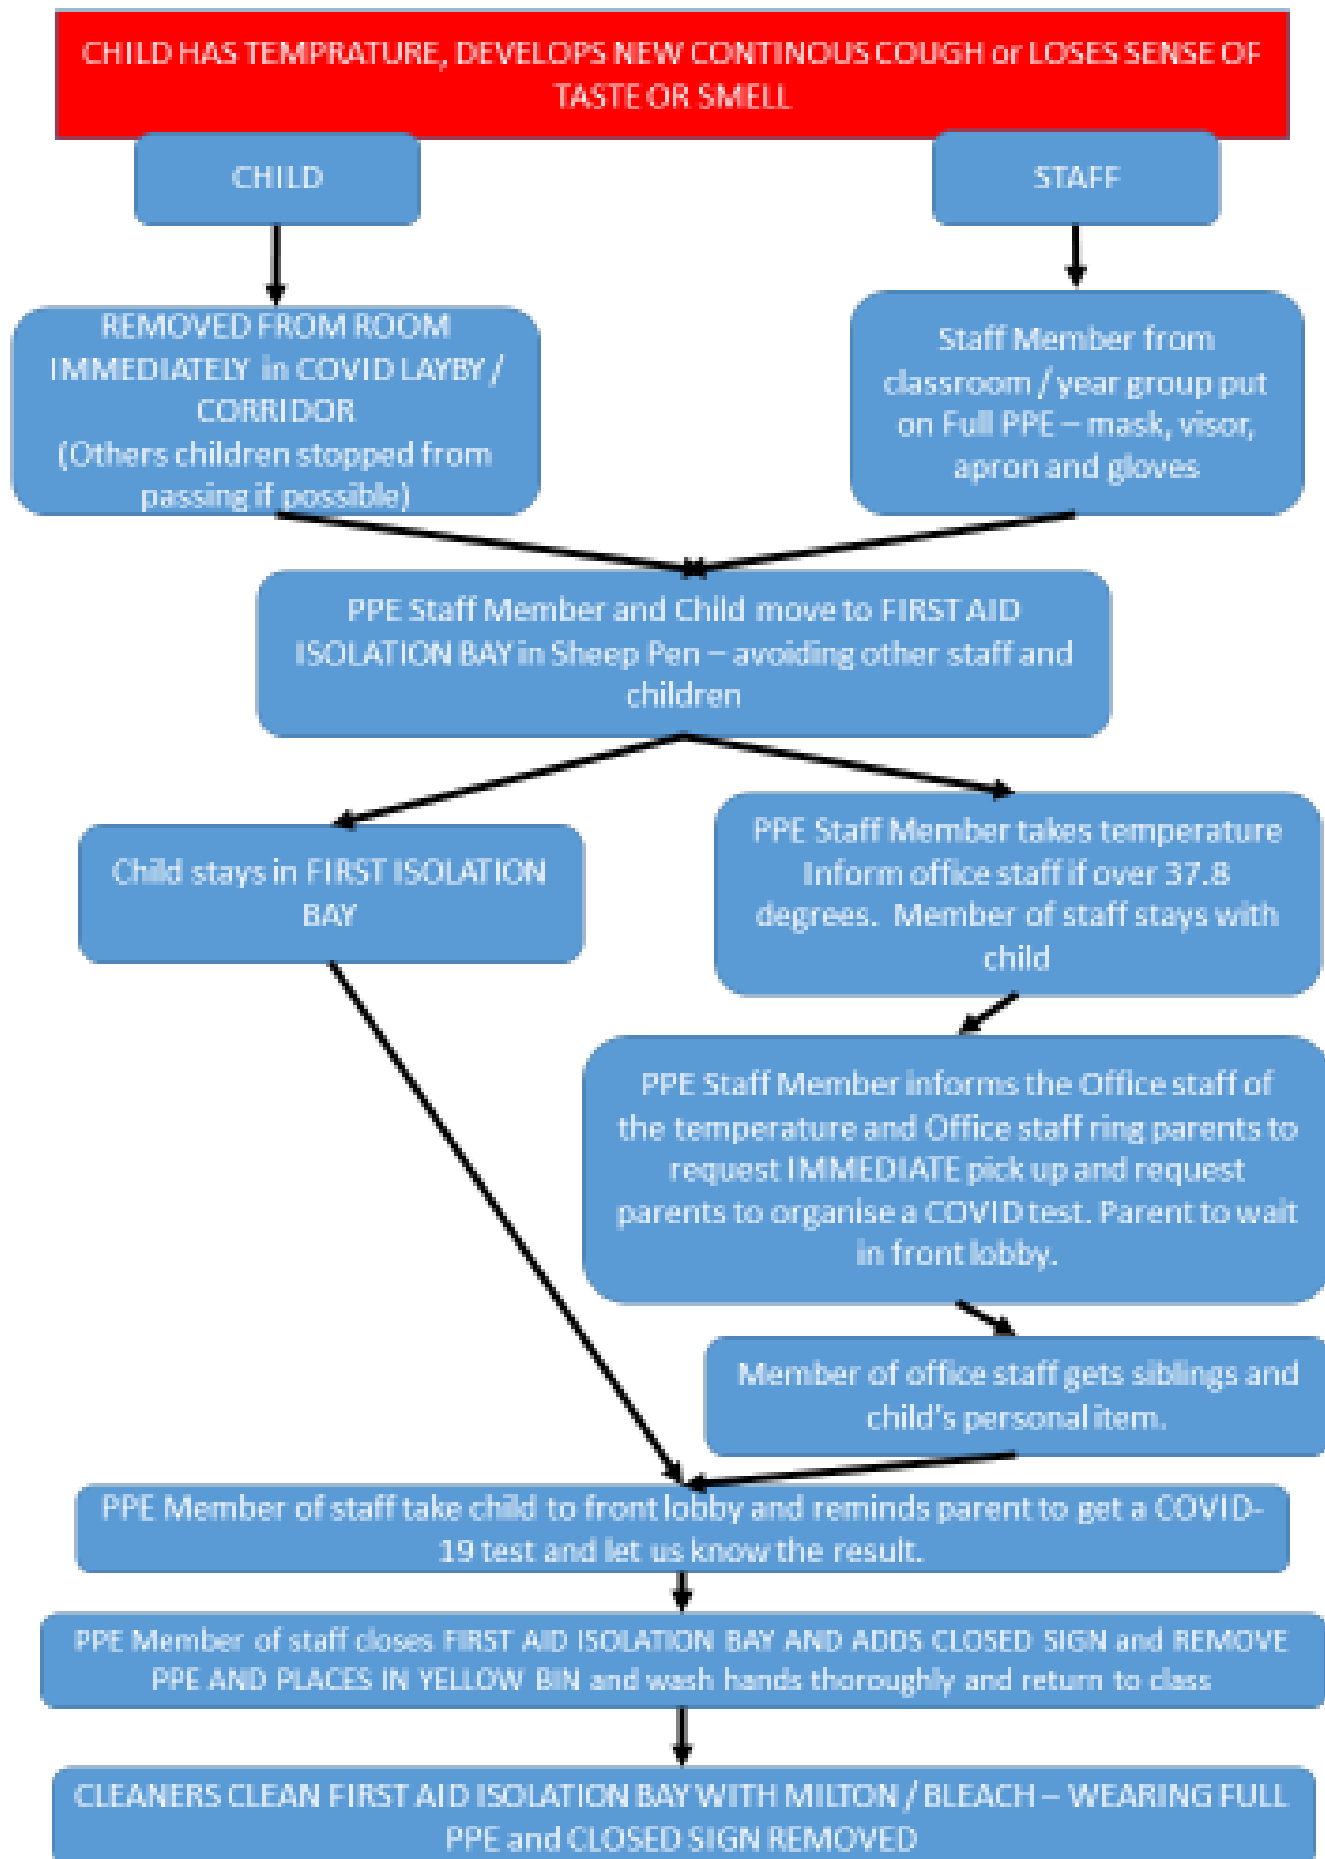 CHILD HAS TEMPRATURE, DEVELOPS NEW CONTINOUS COUGH or LOSES SENSE OF
TASTE OR SMELL
CHILD
STAFF
REMOVED FROM ROOM
IMMEDIATELY in COVID LAYBY /
CORRIDOR
(Others children stopped from
passing if possible)
Staff Member from
classroom / year group put
on Full PPE – mask, visor,
apron and gloves
PPE Staff Member and Child move to FIRST AID
ISOLATION BAY in Sheep Pen – avoiding other staff and
children
Child stays in FIRST ISOLATION
BAY
PPE Staff Member takes temperature
Inform office staff if over 37.8
degrees. Member of staff stays with
child
PPE Staff Member informs the Office staff of
the temperature and Office staff ring parents to
request IMMEDIATE pick up and request
parents to organise a COVID test. Parent to wait
in front lobby.
Member of office staff gets siblings and
child's personal item.
PPE Member of staff take child to front lobby and reminds parent to get a COVID-
19 test and let us know the result.
PPE Member of staff closes FIRST AID ISOLATION BAY AND ADDS CLOSED SIGN and REMOVE
PPE AND PLACES IN YELLOW BIN and wash hands thoroughly and return to class
CLEANERS CLEAN FIRST AID ISOLATION BAY WITH MILTON / BLEACH – WEARING FULL
PPE and CLOSED SIGN REMOVED